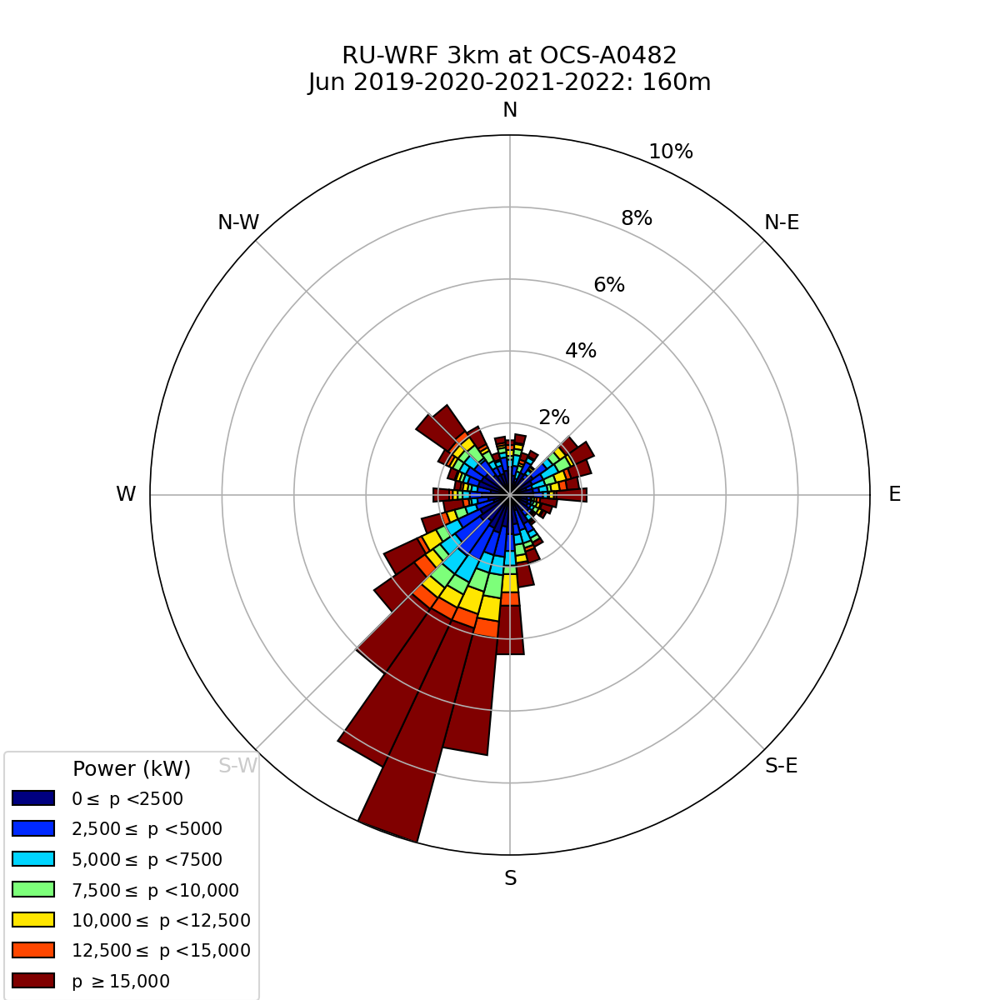 RU-WRF 3km at OCS-A0482
Jun 2019-2020-2021-2022: 160m
N
10%
N-W
N-E
8%
6%
4%
2%
W
E
S-W
S-E
S
Power (kW)
0≤ p <2500
2,500≤ p <5000
5,000≤ p <7500
7,500≤ p <10,000
10,000≤ p <12,500
12,500≤ p <15,000
p ≥15,000